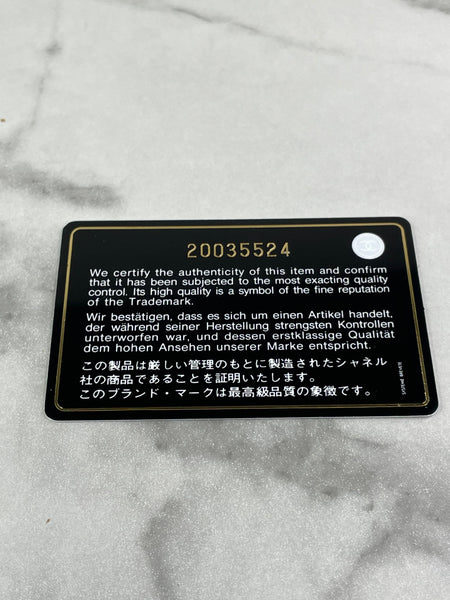 20035524
We certify the authenticity of this item and confirm
that it has been subjected to the most exacting quality
control. Its high quality is a symbol of the fine reputation
of the Trademark.
Wir bestätigen, dass es sich um einen Artikel handelt,
der während seiner Herstellung strengsten Kontrollen
unterworfen war, und dessen erstklassige Qualität
dem hohen Ansehen unserer Marke entspricht.
この製品は厳しい管理のもとに製造されたシャネル
社の商品であることを証明いたします。
このブランド・マークは最高級品質の象徴です。